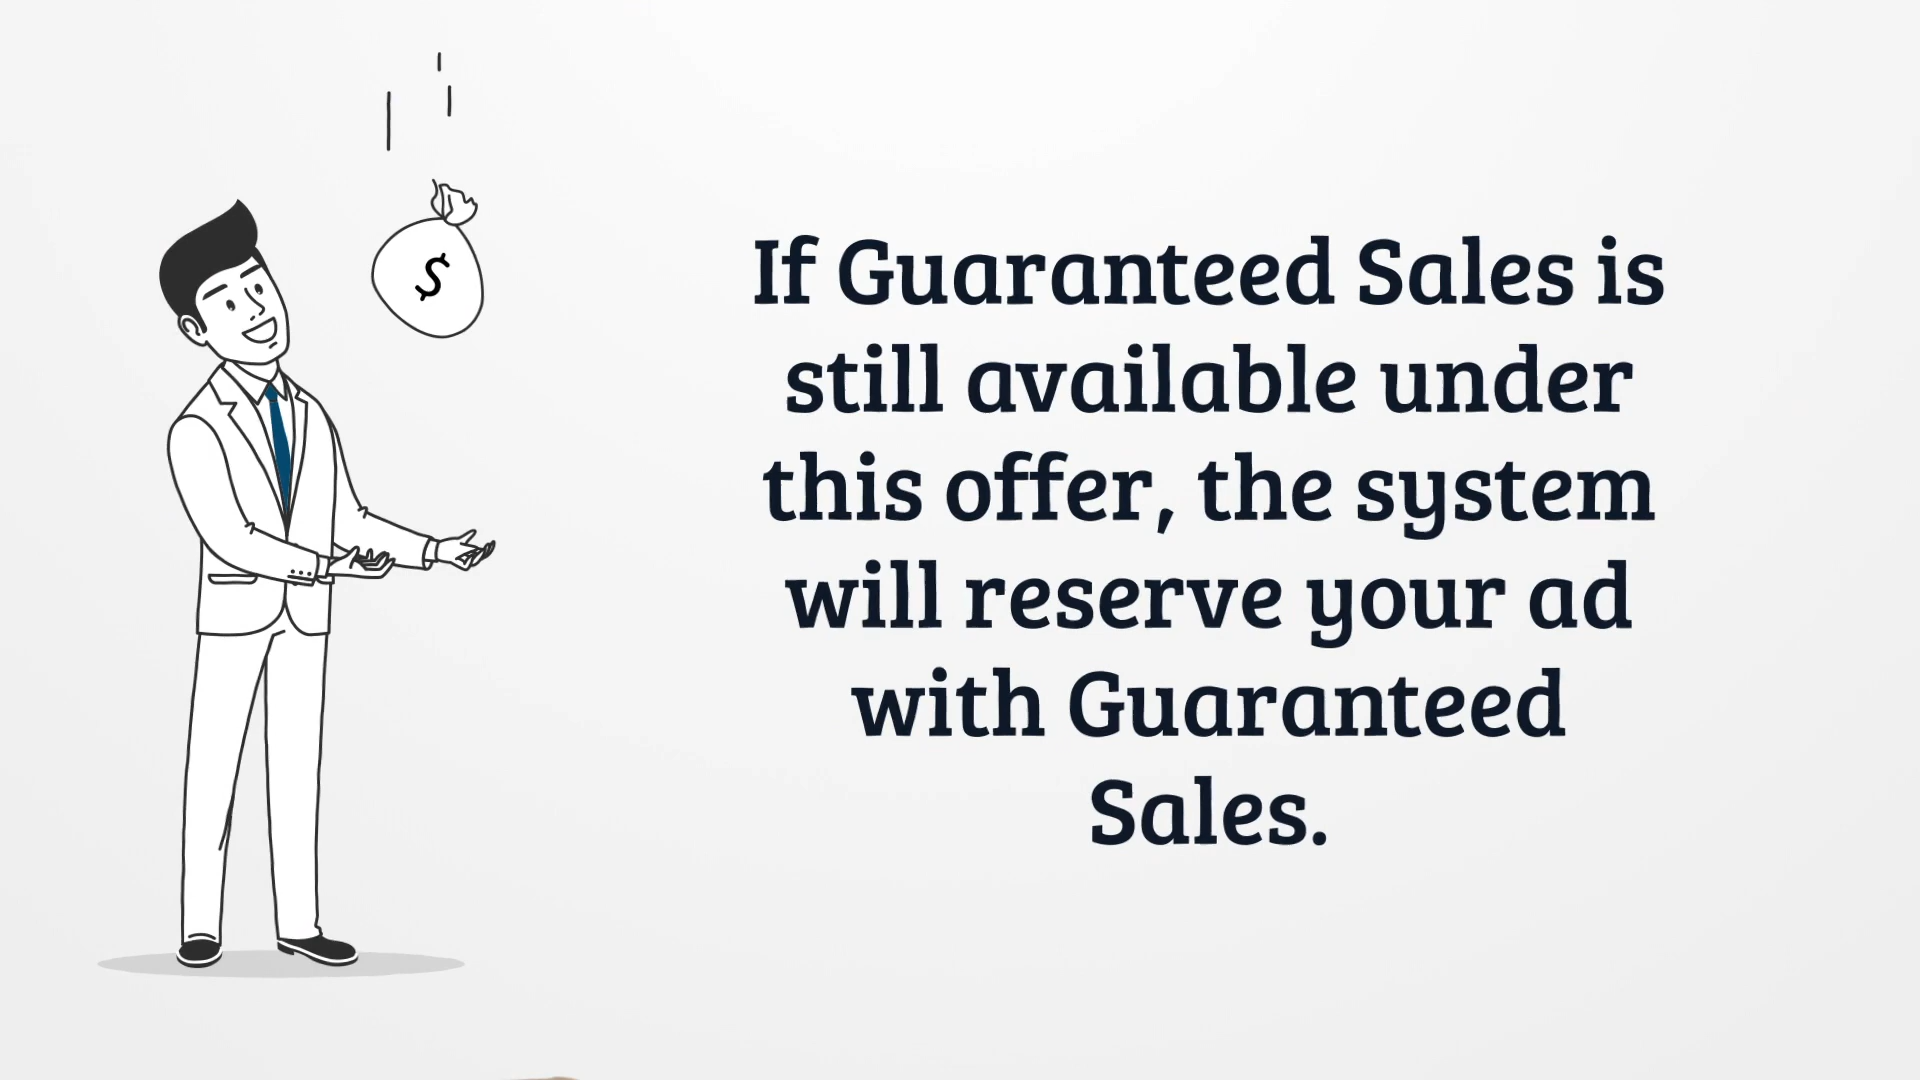 $
If Guaranteed Sales is
still available under
this offer, the system
will reserve your ad
with Guaranteed
Sales.